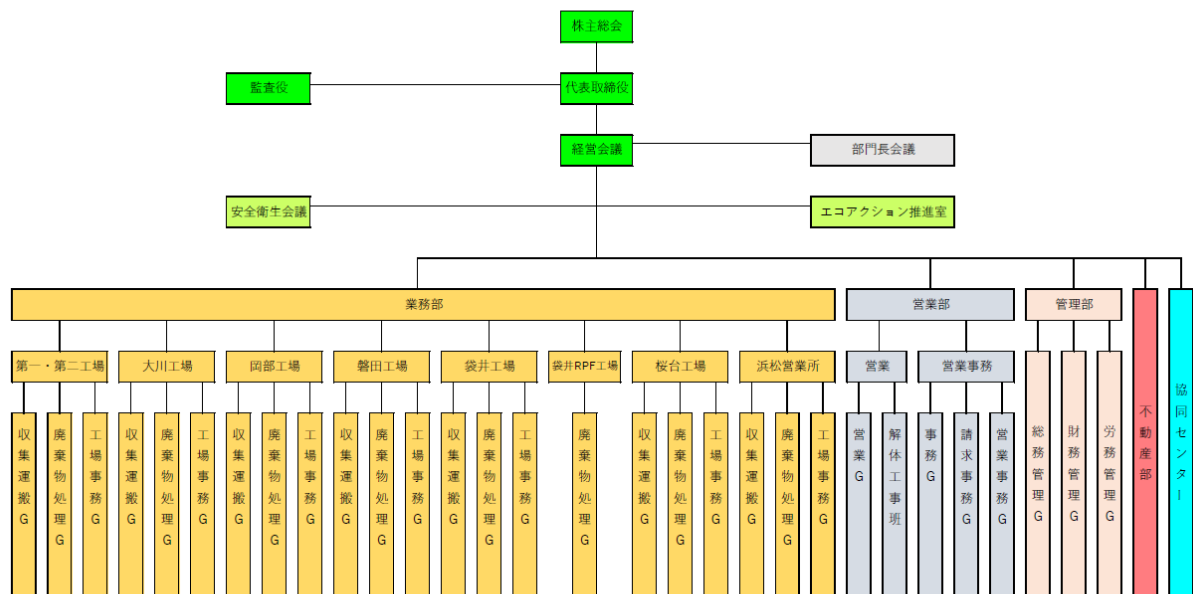 株主総会
監査役
代表取締役
経営会議
部門長会議
安全衛生会議
エコアクション推進室
業務部
営業部
管理部
不動産部
協同センター
第一・第二工場
大川工場
岡部工場
磐田工場
袋井工場
袋井RPF工場
桜台工場
浜松営業所
営業
営業事務
収集運搬G
廃棄物処理G
工場事務G
収集運搬G
廃棄物処理G
工場事務G
収集運搬G
廃棄物処理G
工場事務G
収集運搬G
廃棄物処理G
工場事務G
収集運搬G
廃棄物処理G
工場事務G
廃棄物処理G
収集運搬G
廃棄物処理G
工場事務G
収集運搬G
廃棄物処理G
工場事務G
営業G
解体工事班
事務G
請求事務G
営業事務G
総務管理G
財務管理G
労務管理G